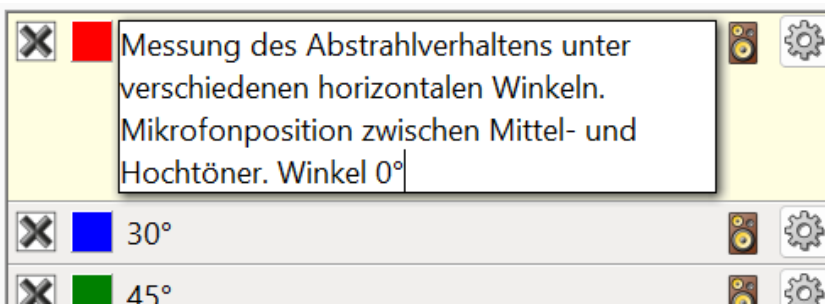 Messung des Abstrahlverhaltens unter
verschiedenen horizontalen Winkeln.
Mikrofonposition zwischen Mittel- und
Hochtöner. Winkel 0°
30°
45°